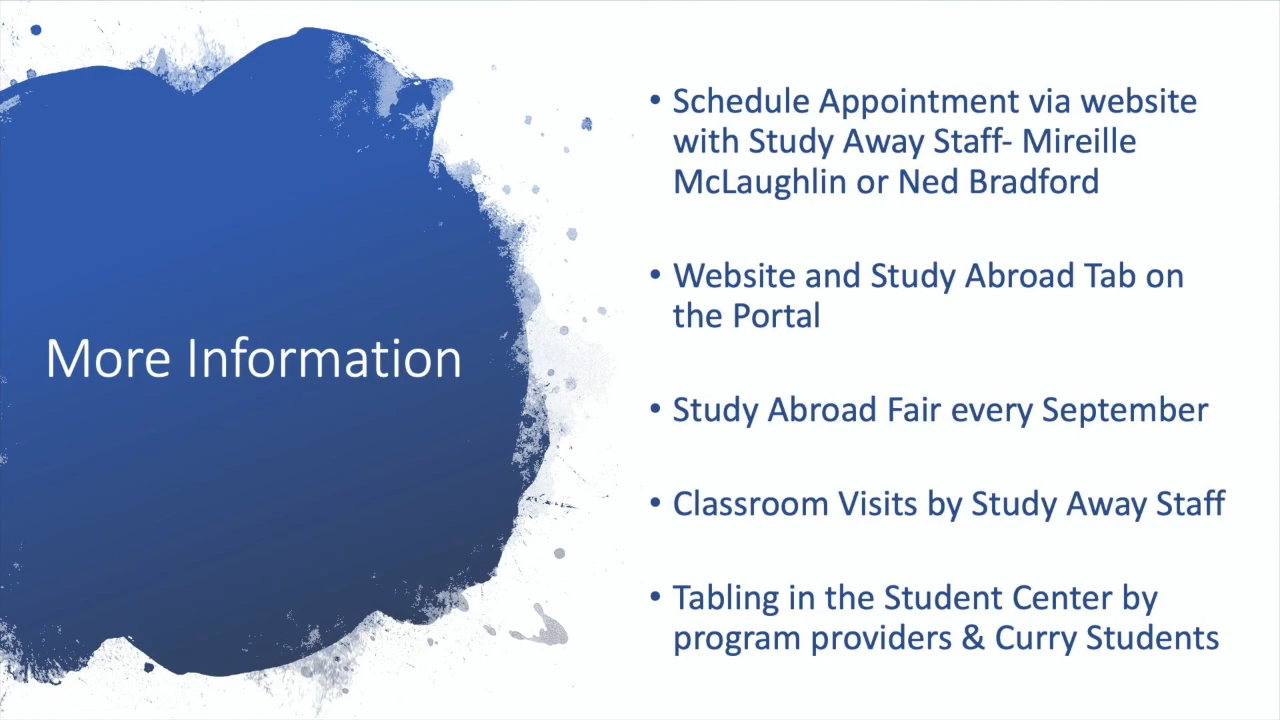 More Information
• Schedule Appointment via website
with Study Away Staff- Mireille
McLaughlin or Ned Bradford
• Website and Study Abroad Tab on
the Portal
• Study Abroad Fair every September
• Classroom Visits by Study Away Staff
• Tabling in the Student Center by
program providers & Curry Students